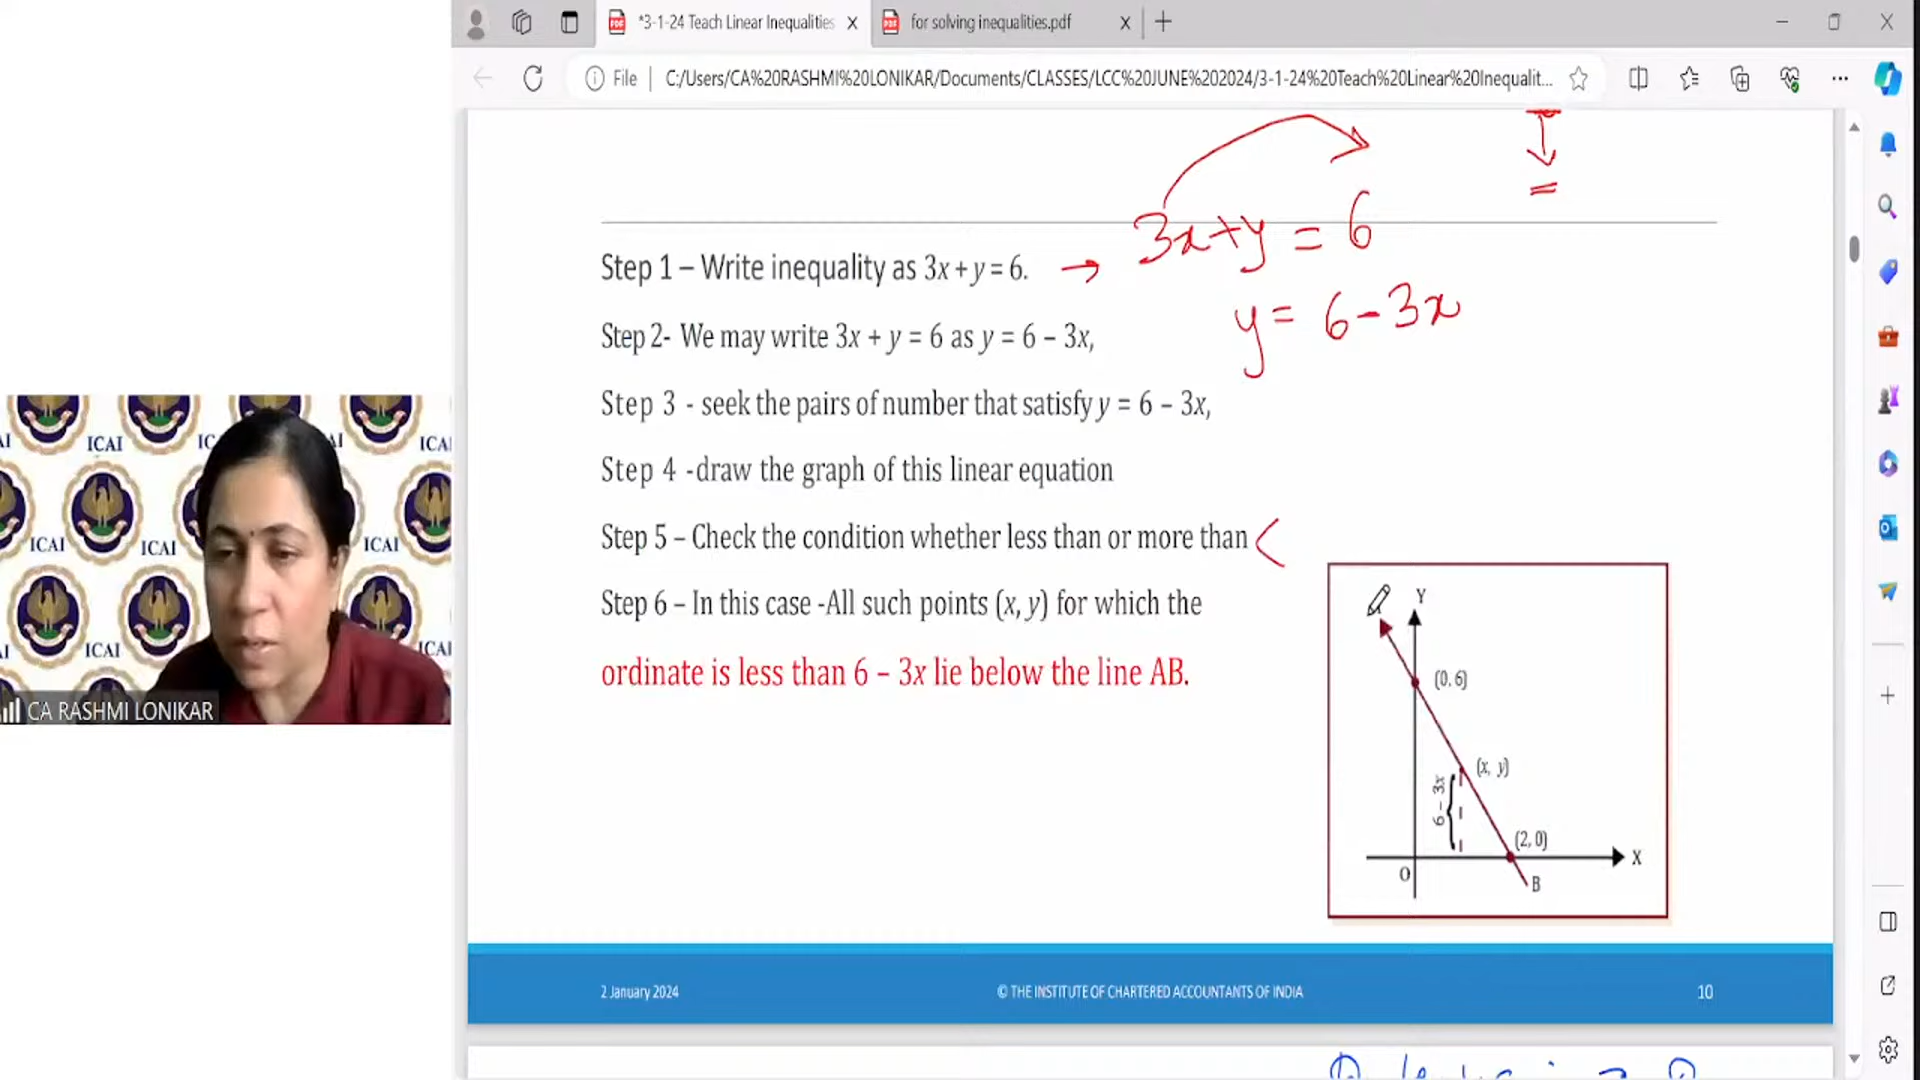 *3-1-24 Teach Linear Inequalities
for solving inequalities.pdf
File
C:/Users/CA%20RASHMI%20LONIKAR/Documents/CLASSES/LCC%20JUNE%202024/3-1-24%20Teach%20Linear%20Inequalit...
=
3x+y = 6
Step 1 – Write inequality as 3x + y = 6. →
y = 6 - 3x
Step 2- We may write 3x + y = 6 as y = 6 – 3x,
Step 3 - seek the pairs of number that satisfy y = 6 – 3x,
Step 4 -draw the graph of this linear equation
Step 5 – Check the condition whether less than or more than <
Step 6 – In this case -All such points (x, y) for which the
ordinate is less than 6 – 3x lie below the line AB.
Y
(0, 6)
(x, y)
6 – 3x
(2, 0)
X
O
B
ICAI
ICAI
ICAI
ICAI
ICAI
ICAI
CA RASHMI LONIKAR
2 January 2024
© THE INSTITUTE OF CHARTERED ACCOUNTANTS OF INDIA
10